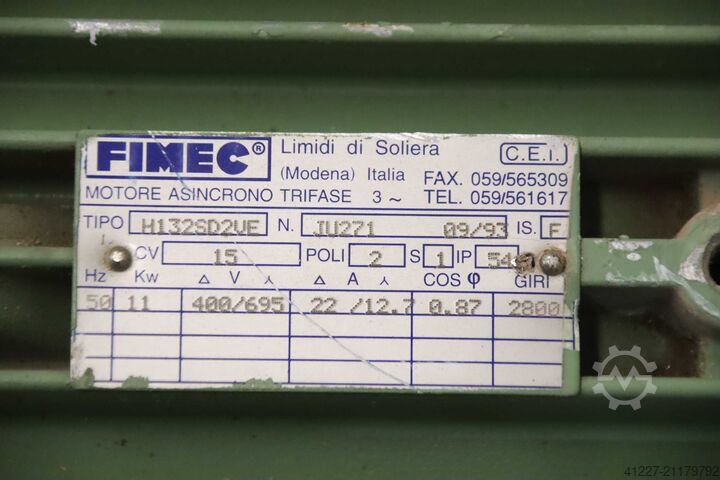 FIMEC® Limidi di Soliera C.E.I.
(Modena) Italia FAX. 059/565309
MOTORE ASINCRONO TRIFASE 3 ~ TEL. 059/561617
TIPO H132SD2VE N. JU271 09/93 IS. F
CV 15 POLI 2 S 1 IP 54
Hz Kw Δ V ⅄ Δ A ⅄ COS φ GIRI
50 11 400/695 22 /12.7 0.87 2800
41227-21179792